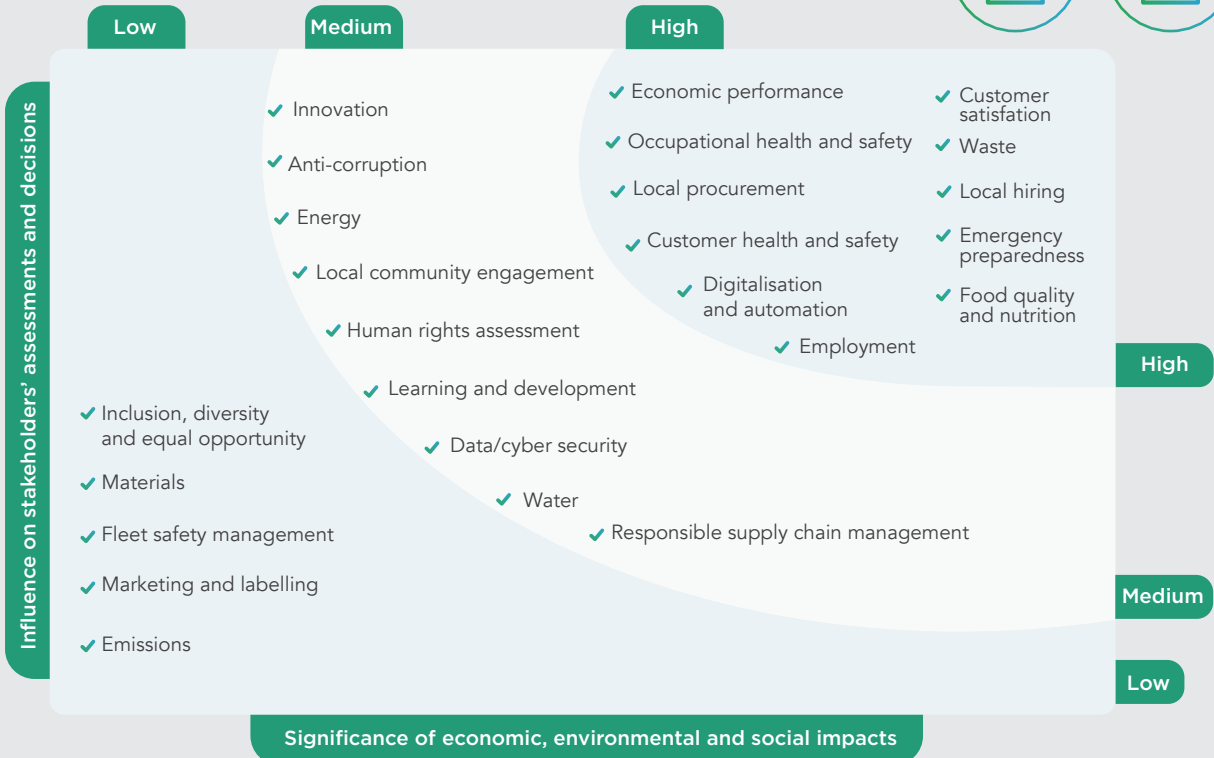 Low
Medium
High
Influence on stakeholders' assessments and decisions
Innovation
Anti-corruption
Energy
Local community engagement
Human rights assessment
Learning and development
Data/cyber security
Water
Responsible supply chain management
Economic performance
Occupational health and safety
Local procurement
Customer health and safety
Digitalisation
and automation
Employment
Customer
satisfation
Waste
Local hiring
Emergency
preparedness
Food quality
and nutrition
Inclusion, diversity
and equal opportunity
Materials
Fleet safety management
Marketing and labelling
Emissions
High
Medium
Low
Significance of economic, environmental and social impacts